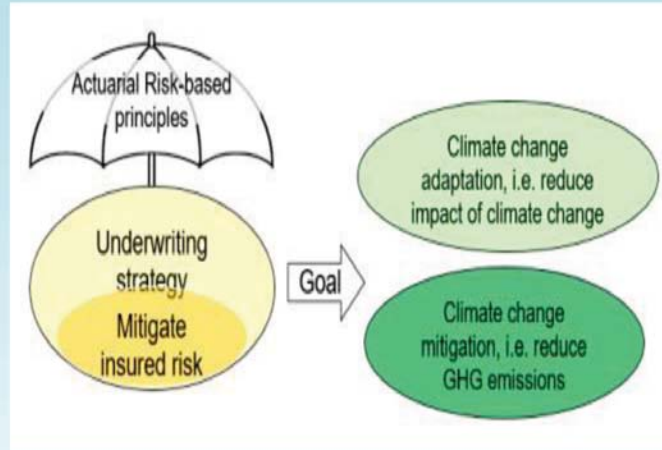 Actuarial Risk-based
principles
Underwriting
strategy
Mitigate
insured risk
Goal
Climate change
adaptation, i.e. reduce
impact of climate change
Climate change
mitigation, i.e. reduce
GHG emissions